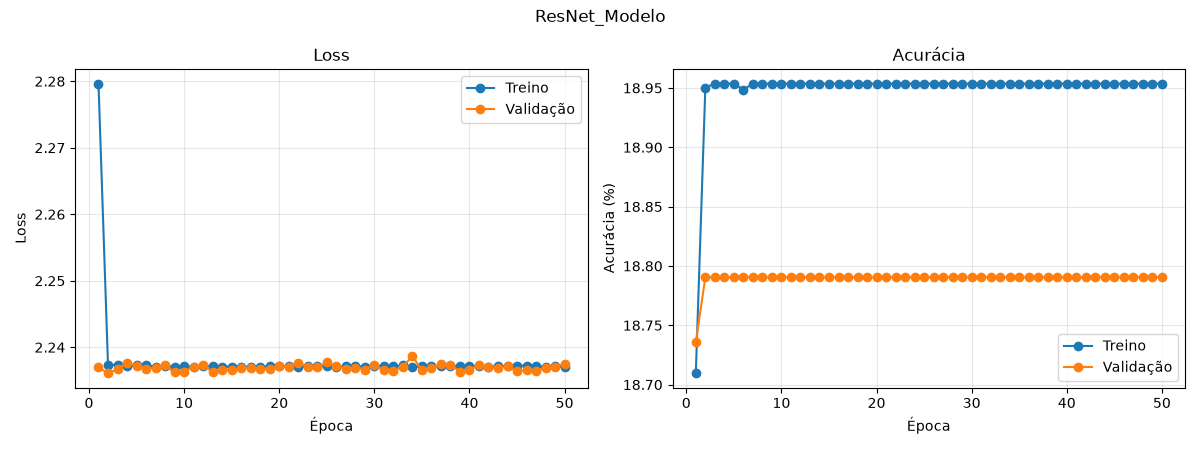 ResNet_Modelo
Loss
2.28
2.27
2.26
2.25
2.24
Loss
0
10
20
30
40
50
Época
Treino
Validação
Acurácia
18.95
18.90
18.85
18.80
18.75
18.70
Acurácia (%)
0
10
20
30
40
50
Época
Treino
Validação